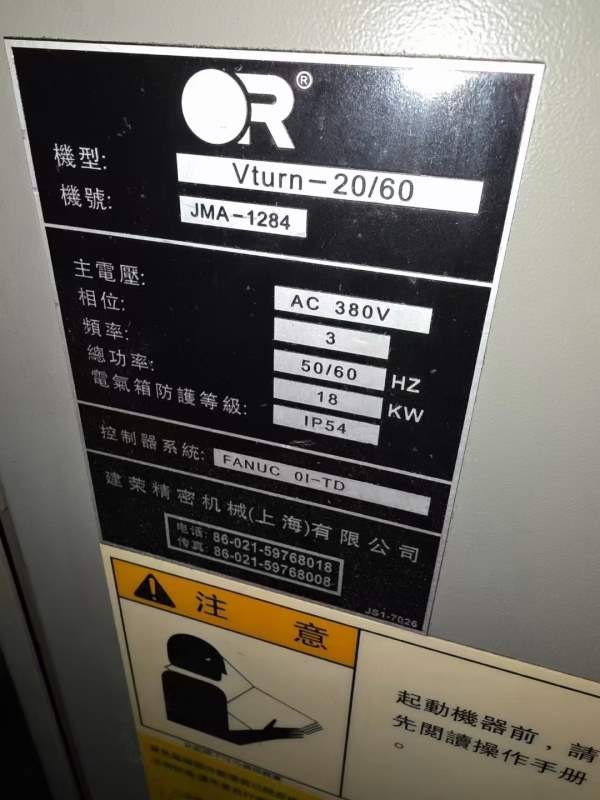 OR®
機型: Vturn-20/60
機號: JMA-1284
主電壓: AC 380V
相位: 3
頻率: 50/60 HZ
總功率: 18 KW
電氣箱防護等級: IP54
控制器系統: FANUC 0I-TD
建荣精密机械(上海)有限公司
电话: 86-021-59768018
传真: 86-021-59768008
JS1-7026
注意
起動機器前，請
先閱讀操作手册
。